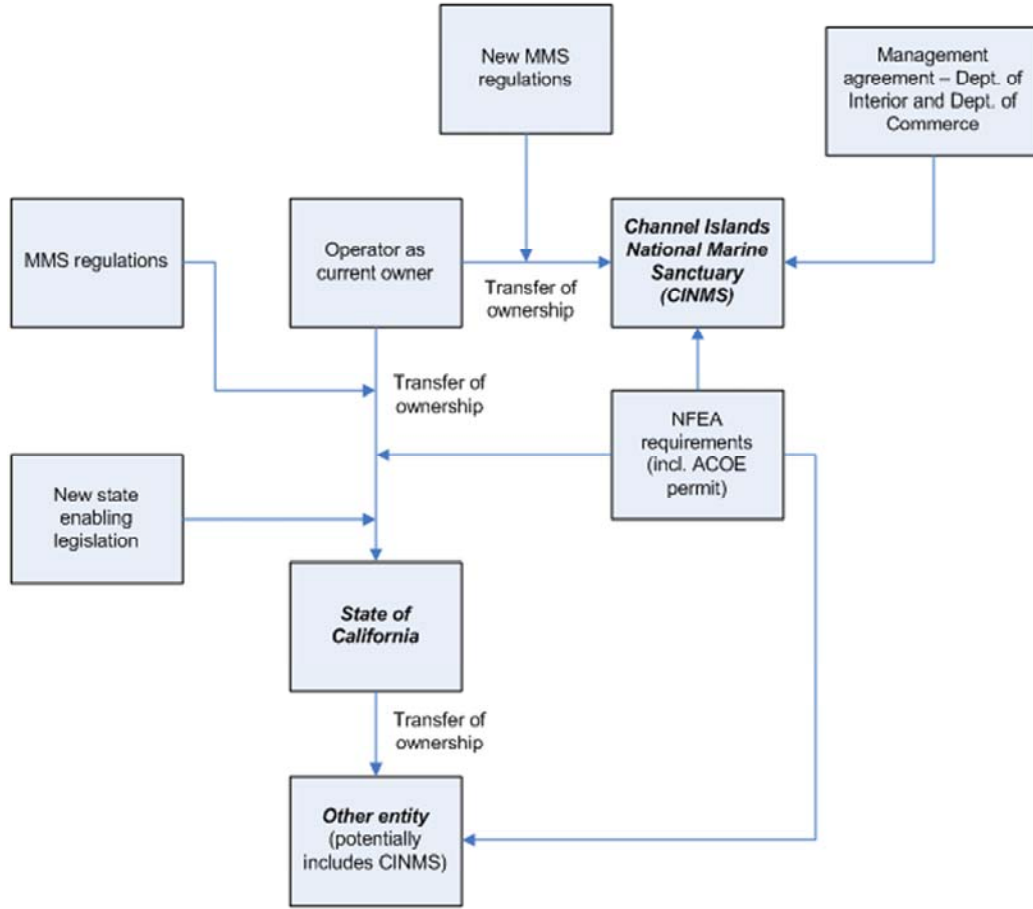 New MMS
regulations
Management
agreement – Dept. of
Interior and Dept. of
Commerce
MMS regulations
Operator as
current owner
Transfer of
ownership
Channel Islands
National Marine
Sanctuary
(CINMS)
Transfer of
ownership
NFEA
requirements
(incl. ACOE
permit)
New state
enabling
legislation
State of
California
Transfer of
ownership
Other entity
(potentially
includes CINMS)